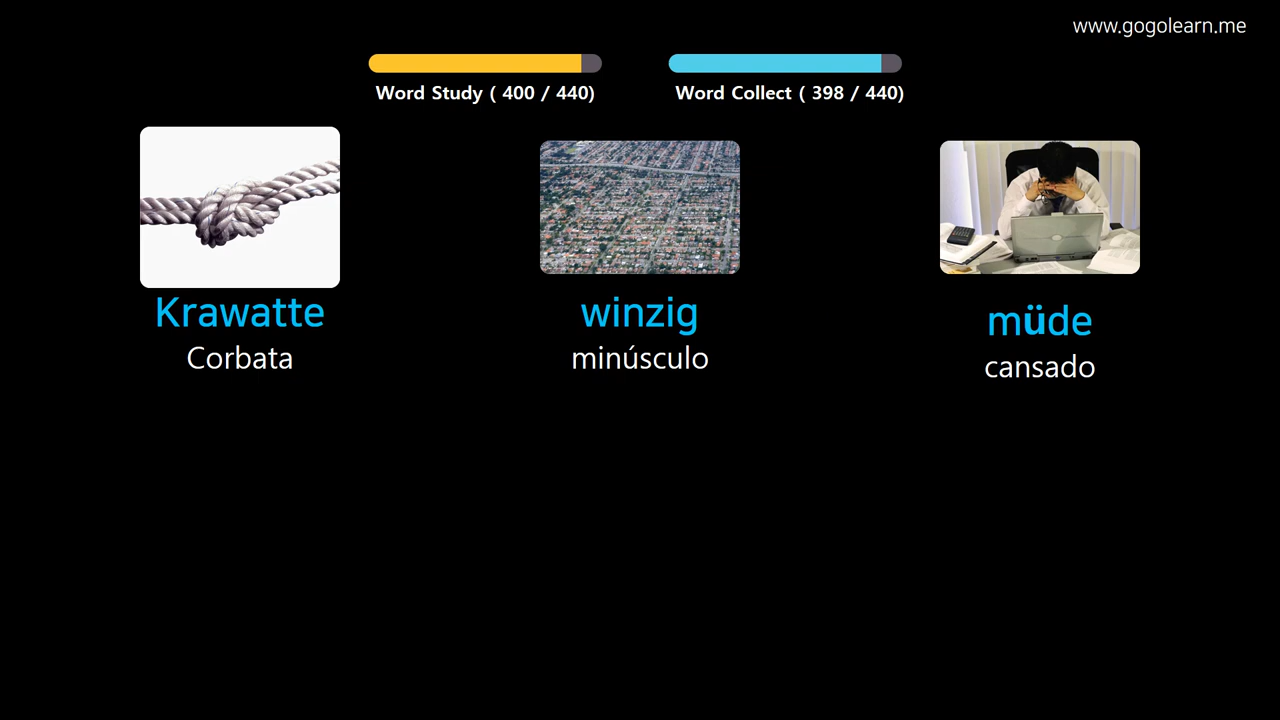 www.gogolearn.me
Word Study ( 400 / 440)
Word Collect ( 398 / 440)
Krawatte
Corbata
winzig
minúsculo
müde
cansado